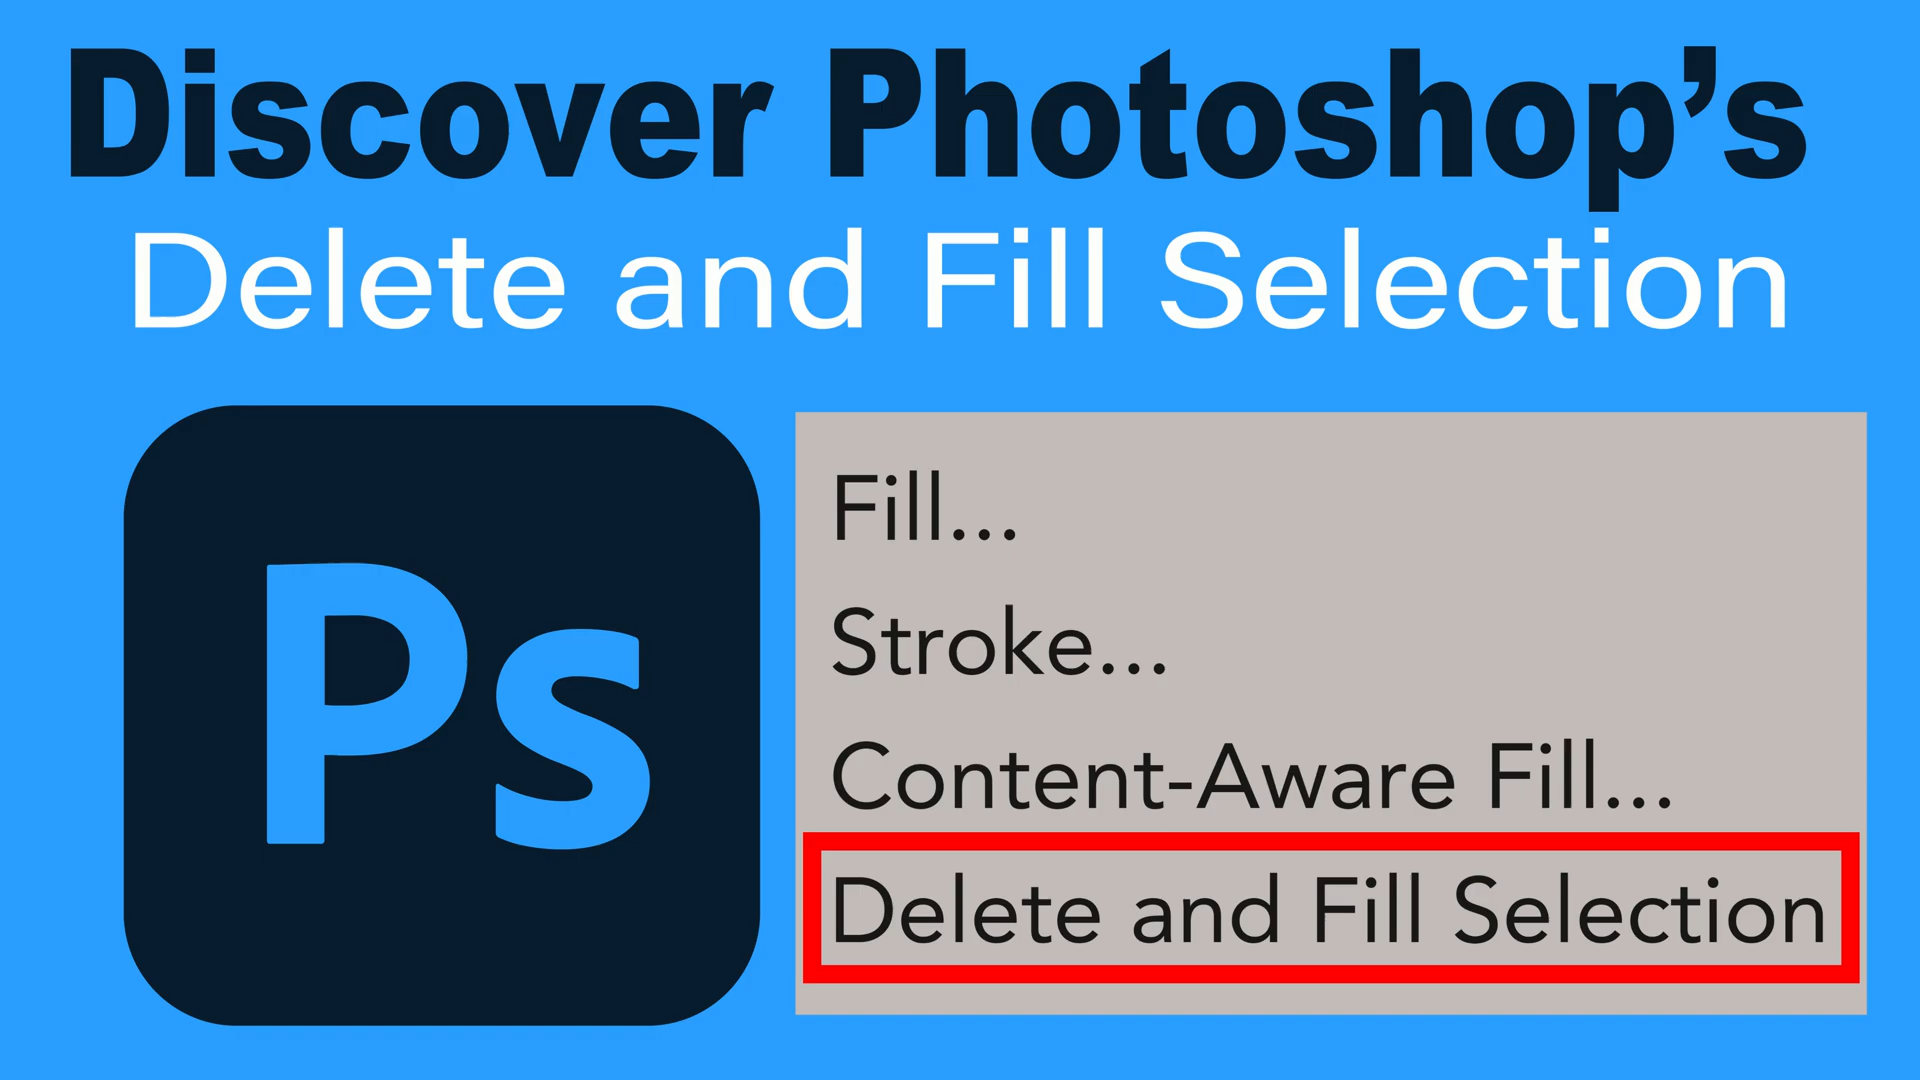 Discover Photoshop’s
Delete and Fill Selection
Ps
Fill...
Stroke...
Content-Aware Fill...
Delete and Fill Selection